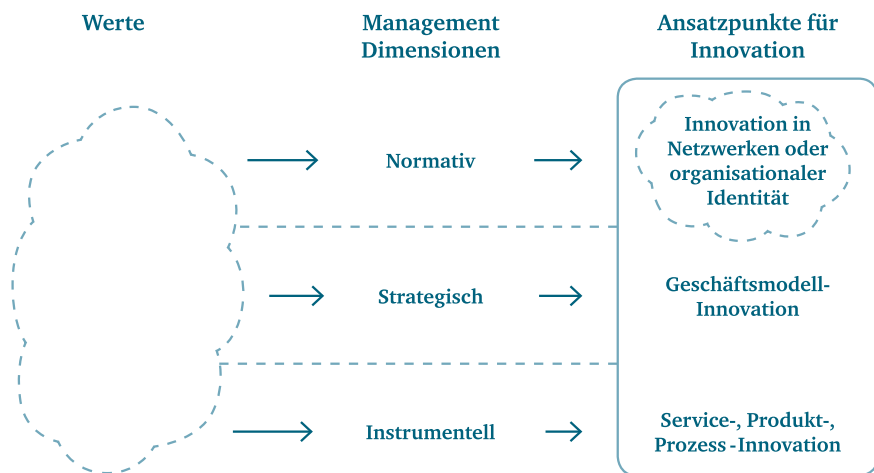 Werte
Management
Dimensionen
Ansatzpunkte für
Innovation
Normativ
Innovation in
Netzwerken oder
organisationaler
Identität
Strategisch
Geschäftsmodell-
Innovation
Instrumentell
Service-, Produkt-,
Prozess-Innovation